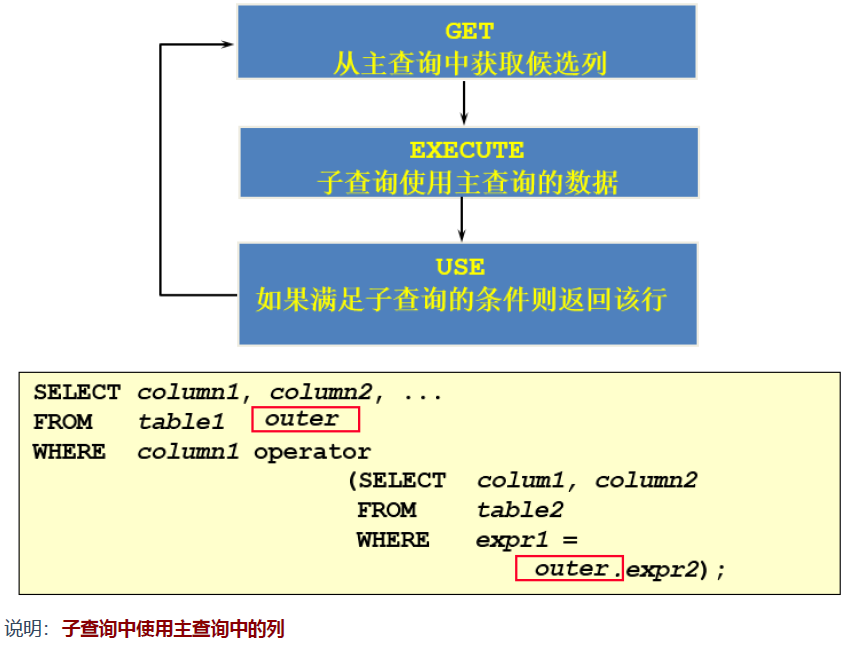 GET
从主查询中获取候选列
EXECUTE
子查询使用主查询的数据
USE
如果满足子查询的条件则返回该行
SELECT column1, column2, ...
FROM table1 outer
WHERE column1 operator
(SELECT colum1, column2
FROM table2
WHERE expr1 =
outer.expr2);
说明：子查询中使用主查询中的列